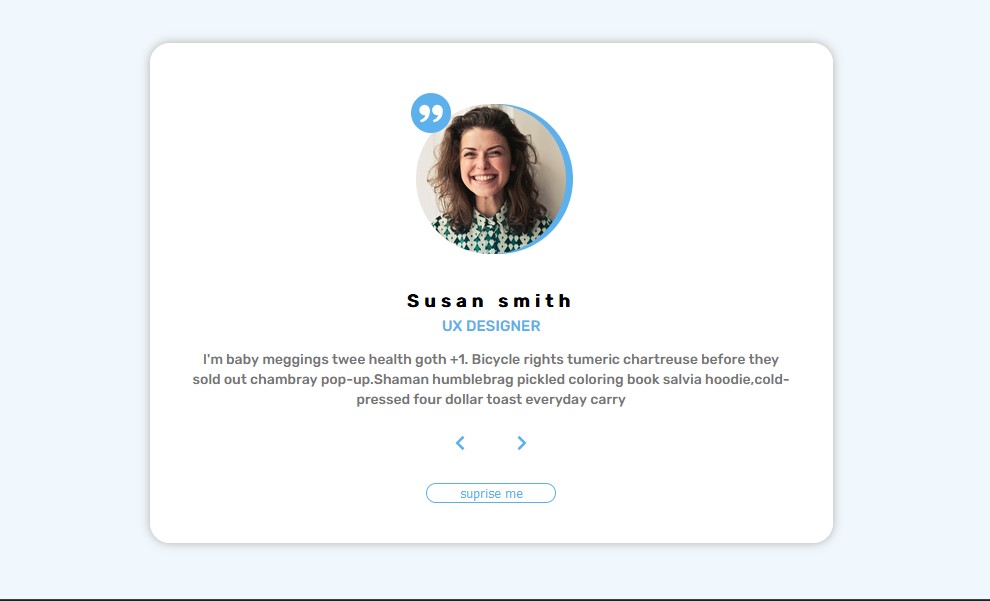 Susan smith
UX DESIGNER
I'm baby meggings twee health goth +1. Bicycle rights tumeric chartreuse before they
sold out chambray pop-up.Shaman humblebrag pickled coloring book salvia hoodie,cold-
pressed four dollar toast everyday carry
suprise me